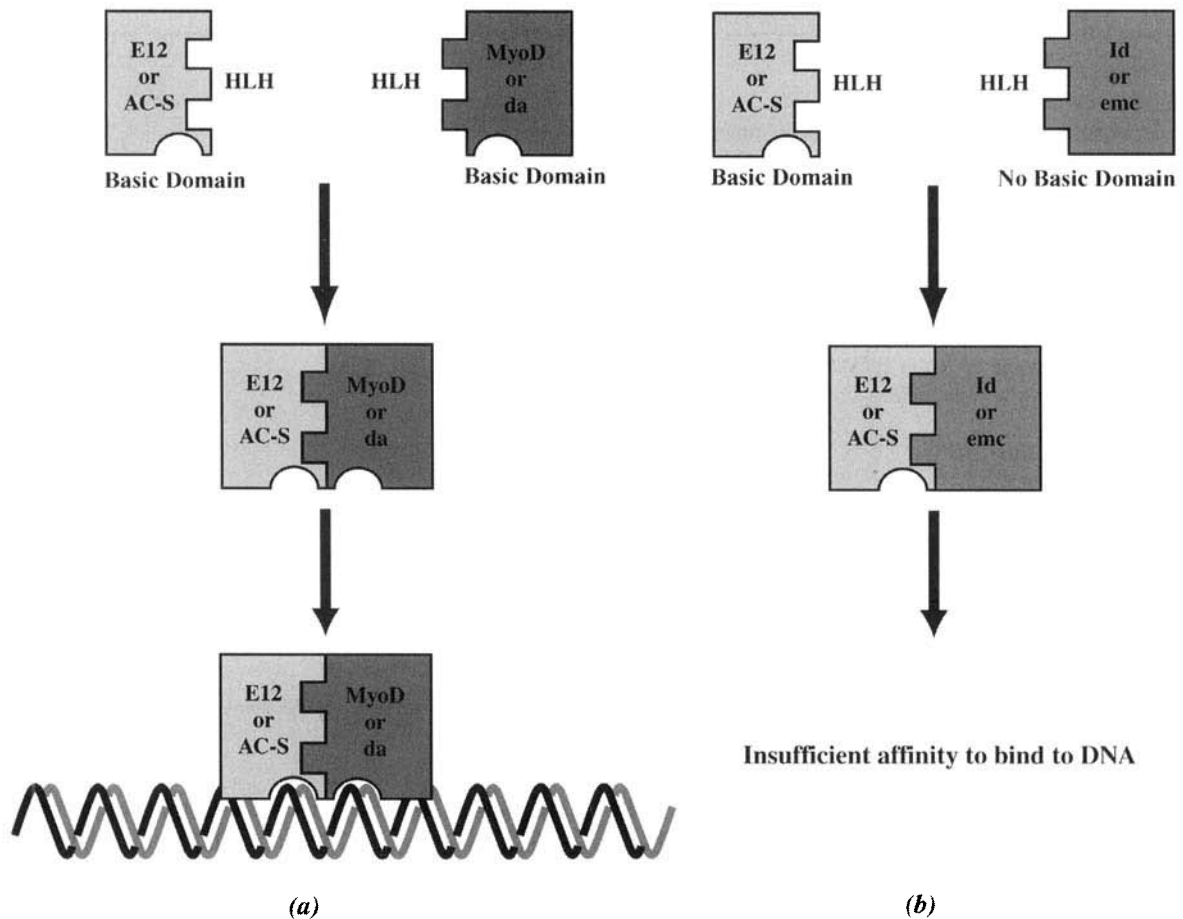 E12
or
AC-S
HLH
HLH
MyoD
or
da
Basic Domain
Basic Domain
E12
or
AC-S
HLH
HLH
Id
or
emc
Basic Domain
No Basic Domain
E12
or
AC-S
MyoD
or
da
E12
or
AC-S
Id
or
emc
E12
or
AC-S
MyoD
or
da
Insufficient affinity to bind to DNA
(a)
(b)